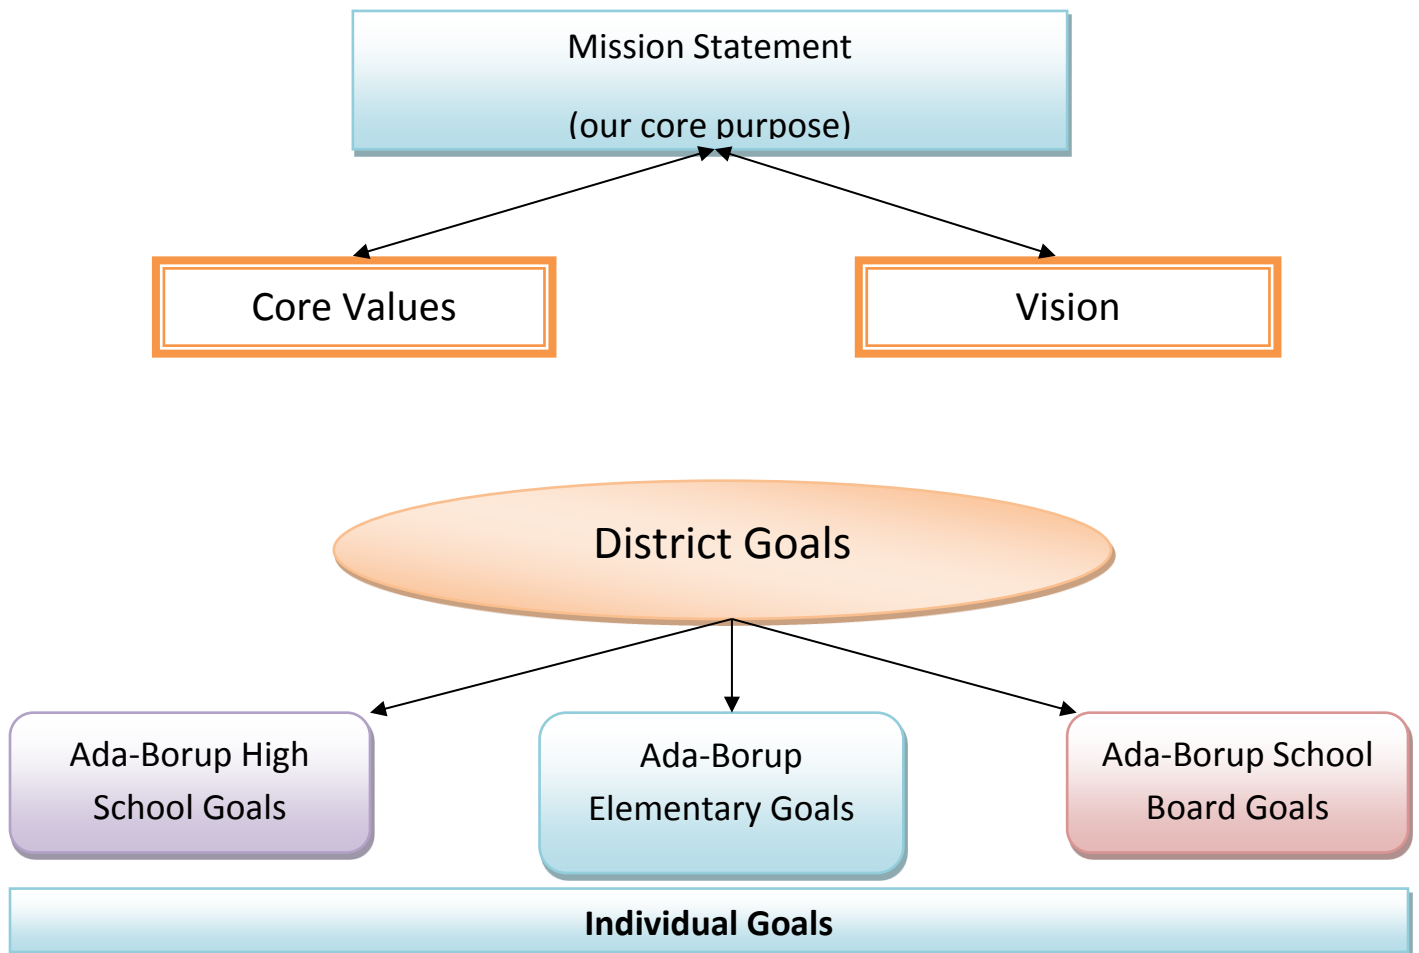 Mission Statement
(our core purpose)
Core Values
Vision
District Goals
Ada-Borup High
School Goals
Ada-Borup
Elementary Goals
Ada-Borup School
Board Goals
Individual Goals